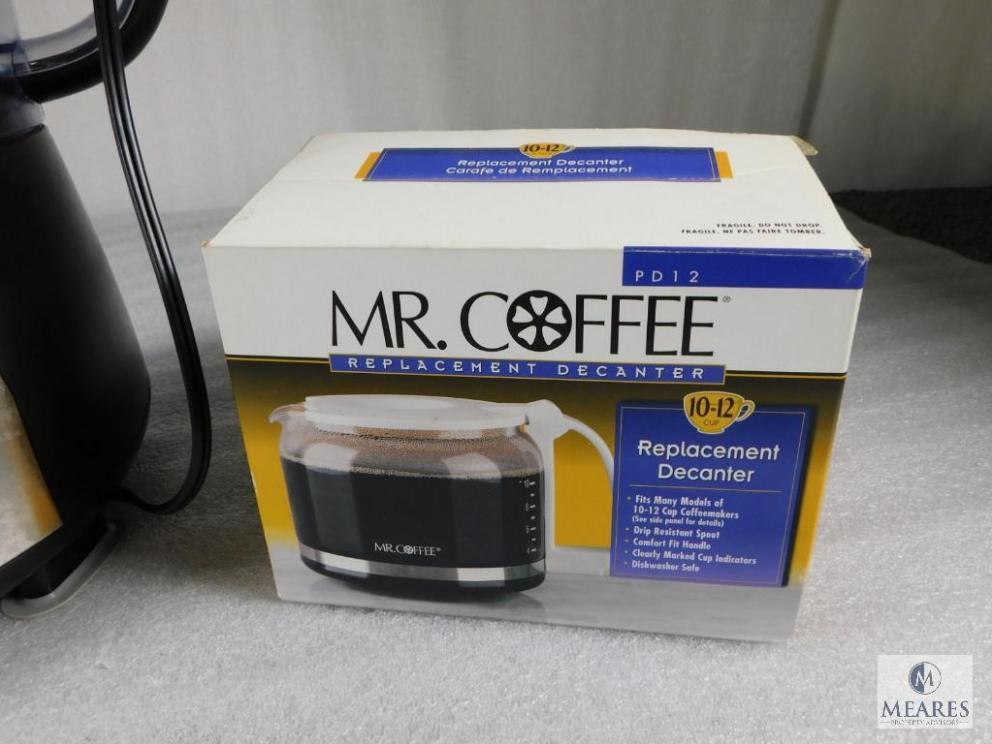 10-12
Replacement Decanter
Carafe de Remplacement
FRAGILE. DO NOT DROP.
FRAGILE. NE PAS FAIRE TOMBER.
PD12
MR. COFFEE®
REPLACEMENT DECANTER
10-12
CUP
Replacement
Decanter
• Fits Many Models of
10-12 Cup Coffeemakers
(See side panel for details)
• Drip Resistant Spout
• Comfort Fit Handle
• Clearly Marked Cup Indicators
• Dishwasher Safe
MR.COFFEE®
M
MEARES
PROPERTY ADVISORS